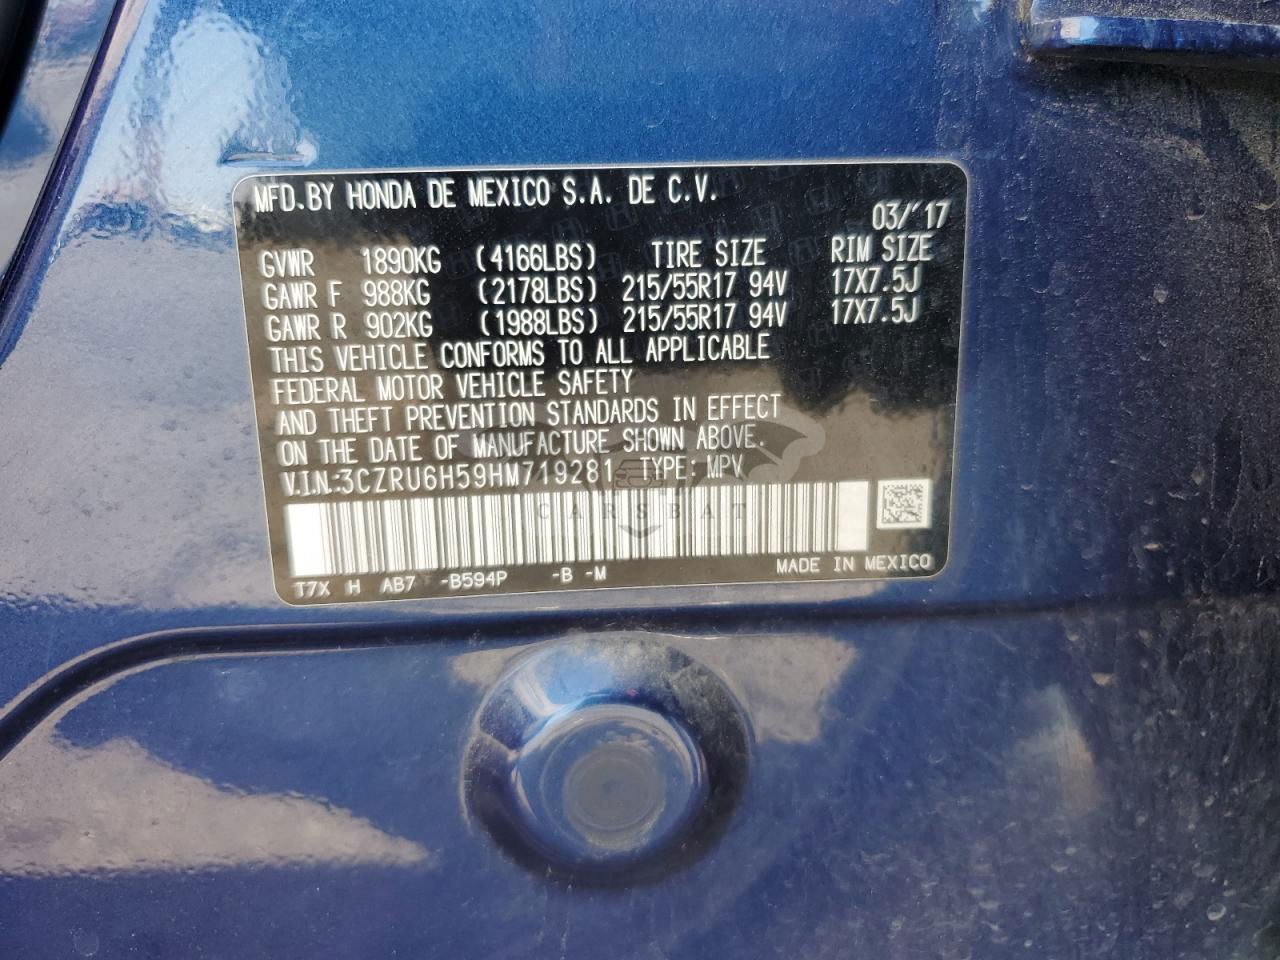 MFD.BY HONDA DE MEXICO S.A. DE C.V.
03/'17
GVWR 1890KG (4166LBS) TIRE SIZE RIM SIZE
GAWR F 988KG (2178LBS) 215/55R17 94V 17X7.5J
GAWR R 902KG (1988LBS) 215/55R17 94V 17X7.5J
THIS VEHICLE CONFORMS TO ALL APPLICABLE
FEDERAL MOTOR VEHICLE SAFETY
AND THEFT PREVENTION STANDARDS IN EFFECT
ON THE DATE OF MANUFACTURE SHOWN ABOVE.
V.I.N.:3CZRU6H59HM719281 TYPE: MPV
CARSBAT
T7X H AB7 -B594P -B -M MADE IN MEXICO